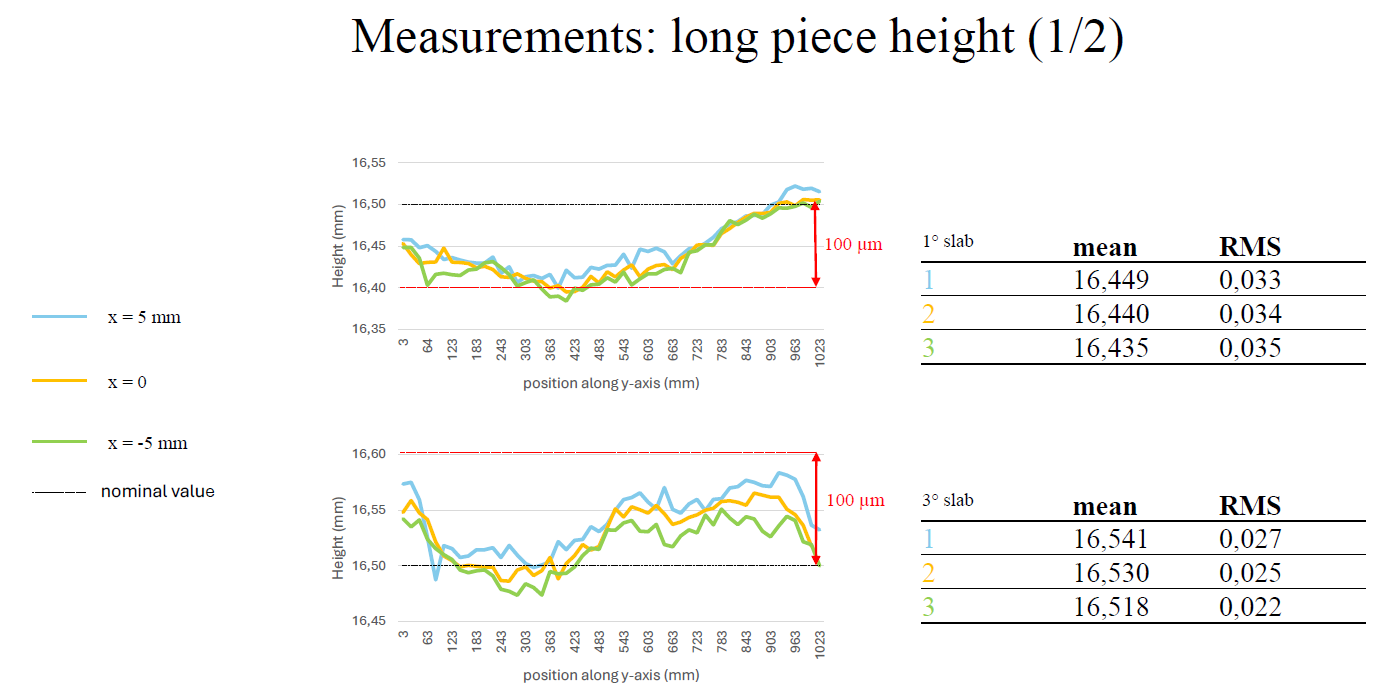 Measurements: long piece height (1/2)
x = 5 mm
x = 0
x = -5 mm
nominal value
Height (mm)
16,55
16,50
16,45
16,40
16,35
100 μm
3 64 123 183 243 303 363 423 483 543 603 663 723 783 843 903 963 1023
position along y-axis (mm)
1° slab mean RMS
1 16,449 0,033
2 16,440 0,034
3 16,435 0,035
Height (mm)
16,60
16,55
16,50
16,45
100 μm
3 63 123 183 243 303 363 423 483 543 603 663 723 783 843 903 963 1023
position along y-axis (mm)
3° slab mean RMS
1 16,541 0,027
2 16,530 0,025
3 16,518 0,022